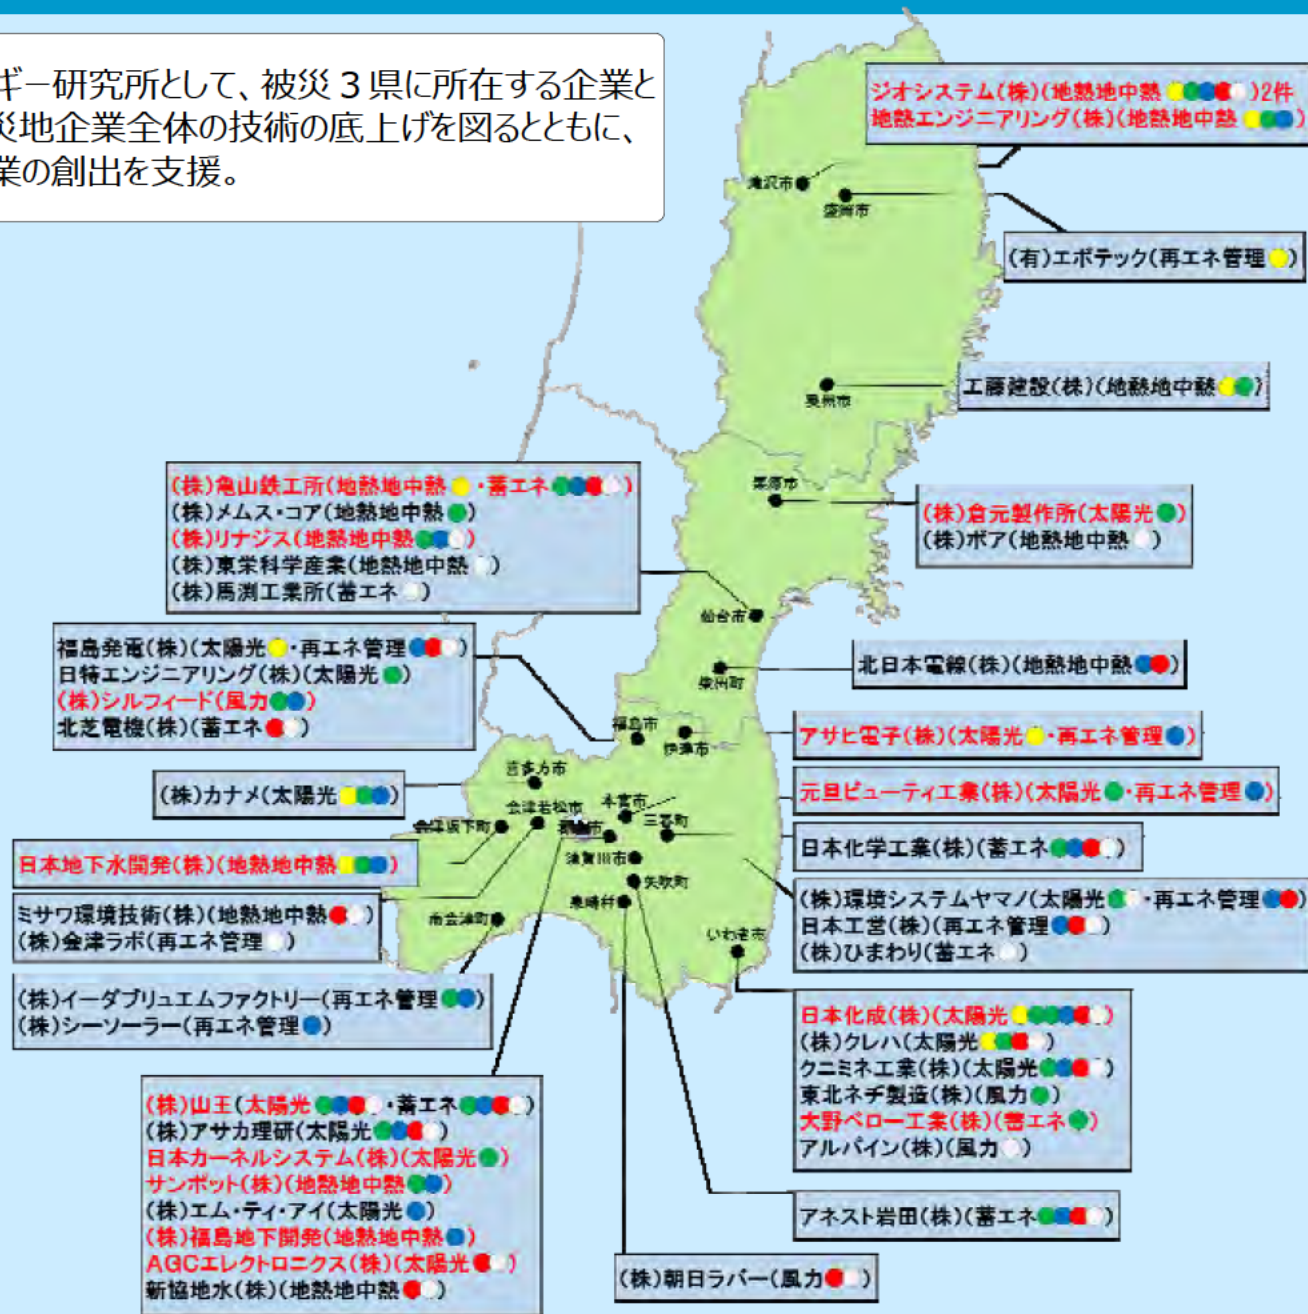 ギー研究所として、被災3県に所在する企業と
災地企業全体の技術の底上げを図るとともに、
業の創出を支援。
ジオシステム(株)(地熱地中熱)2件
地熱エンジニアリング(株)(地熱地中熱)
滝沢市
盛岡市
(有)エポテック(再エネ管理)
工藤建設(株)(地熱地中熱)
奥州市
(株)亀山鉄工所(地熱地中熱・蓄エネ)
(株)メムス・コア(地熱地中熱)
(株)リナジス(地熱地中熱)
(株)東栄科学産業(地熱地中熱)
(株)馬渕工業所(蓄エネ)
栗原市
(株)倉元製作所(太陽光)
(株)ボア(地熱地中熱)
仙台市
福島発電(株)(太陽光・再エネ管理)
日特エンジニアリング(株)(太陽光)
(株)シルフィード(風力)
北芝電機(株)(蓄エネ)
北日本電線(株)(地熱地中熱)
柴田町
福島市
伊達市
アサヒ電子(株)(太陽光・再エネ管理)
(株)カナメ(太陽光)
喜多方市
元旦ビューティ工業(株)(太陽光・再エネ管理)
会津若松市
本宮市
会津坂下町
郡山市
三春町
日本化学工業(株)(蓄エネ)
日本地下水開発(株)(地熱地中熱)
須賀川市
矢吹町
泉崎村
(株)環境システムヤマノ(太陽光・再エネ管理)
日本工営(株)(再エネ管理)
(株)ひまわり(蓄エネ)
ミサワ環境技術(株)(地熱地中熱)
(株)会津ラボ(再エネ管理)
南会津町
いわき市
(株)イーダブリュエムファクトリー(再エネ管理)
(株)シーソーラー(再エネ管理)
日本化成(株)(太陽光)
(株)クレハ(太陽光)
クニミネ工業(株)(太陽光)
東北ネヂ製造(株)(風力)
大野ベロー工業(株)(蓄エネ)
アルパイン(株)(風力)
(株)山王(太陽光・蓄エネ)
(株)アサカ理研(太陽光)
日本カーネルシステム(株)(太陽光)
サンポット(株)(地熱地中熱)
(株)エム・ティ・アイ(太陽光)
(株)福島地下開発(地熱地中熱)
AGCエレクトロニクス(株)(太陽光)
新協地水(株)(地熱地中熱)
アネスト岩田(株)(蓄エネ)
(株)朝日ラバー(風力)